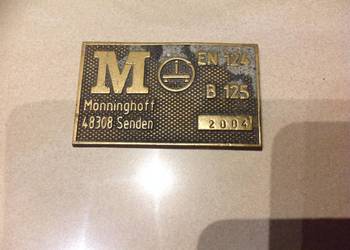 M EN 124
B 125
Mönninghoff
48308 Senden
2004